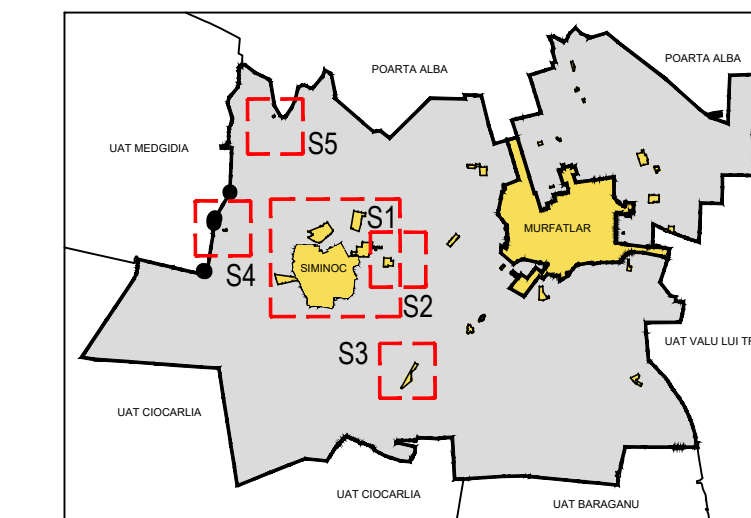 POARTA ALBA
POARTA ALBA
UAT MEDGIDIA
S5
S1
MURFATLAR
SIMINOC
S4
S2
UAT VALU LUI TR
S3
UAT CIOCARLIA
UAT CIOCARLIA
UAT BARAGANU